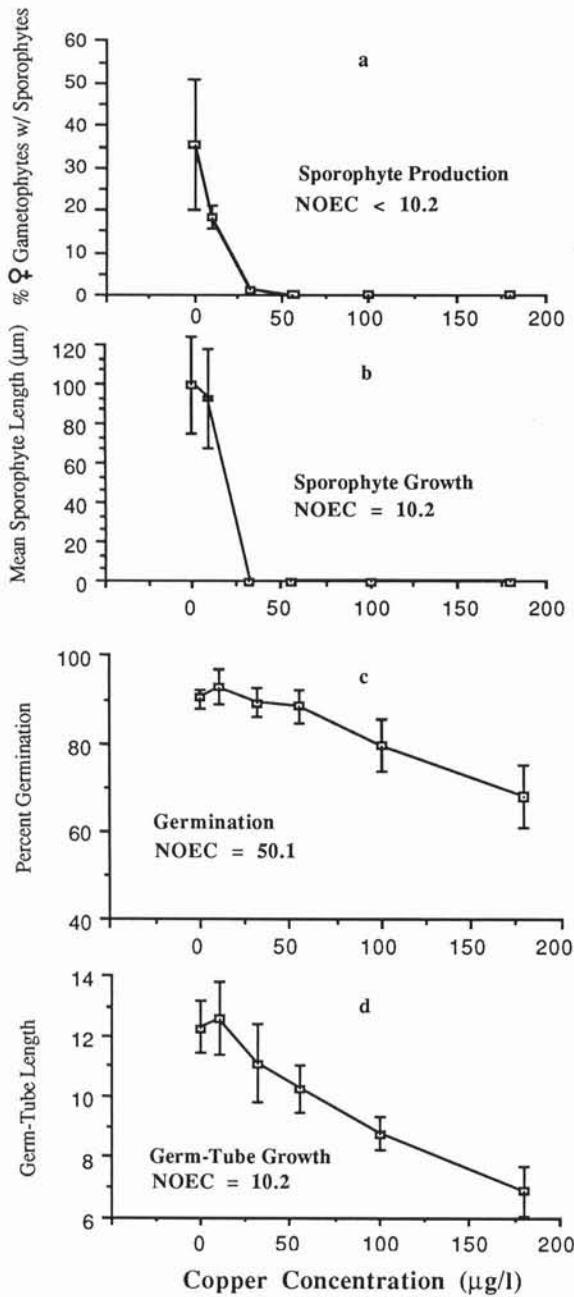 % ♀ Gametophytes w/ Sporophytes
60
50
40
30
20
10
0
a
Sporophyte Production
NOEC < 10.2
0 50 100 150 200
Mean Sporophyte Length (µm)
120
100
80
60
40
20
0
b
Sporophyte Growth
NOEC = 10.2
0 50 100 150 200
Percent Germination
100
80
60
40
c
Germination
NOEC = 50.1
0 50 100 150 200
Germ-Tube Length
14
12
10
8
6
d
Germ-Tube Growth
NOEC = 10.2
0 50 100 150 200
Copper Concentration (µg/l)